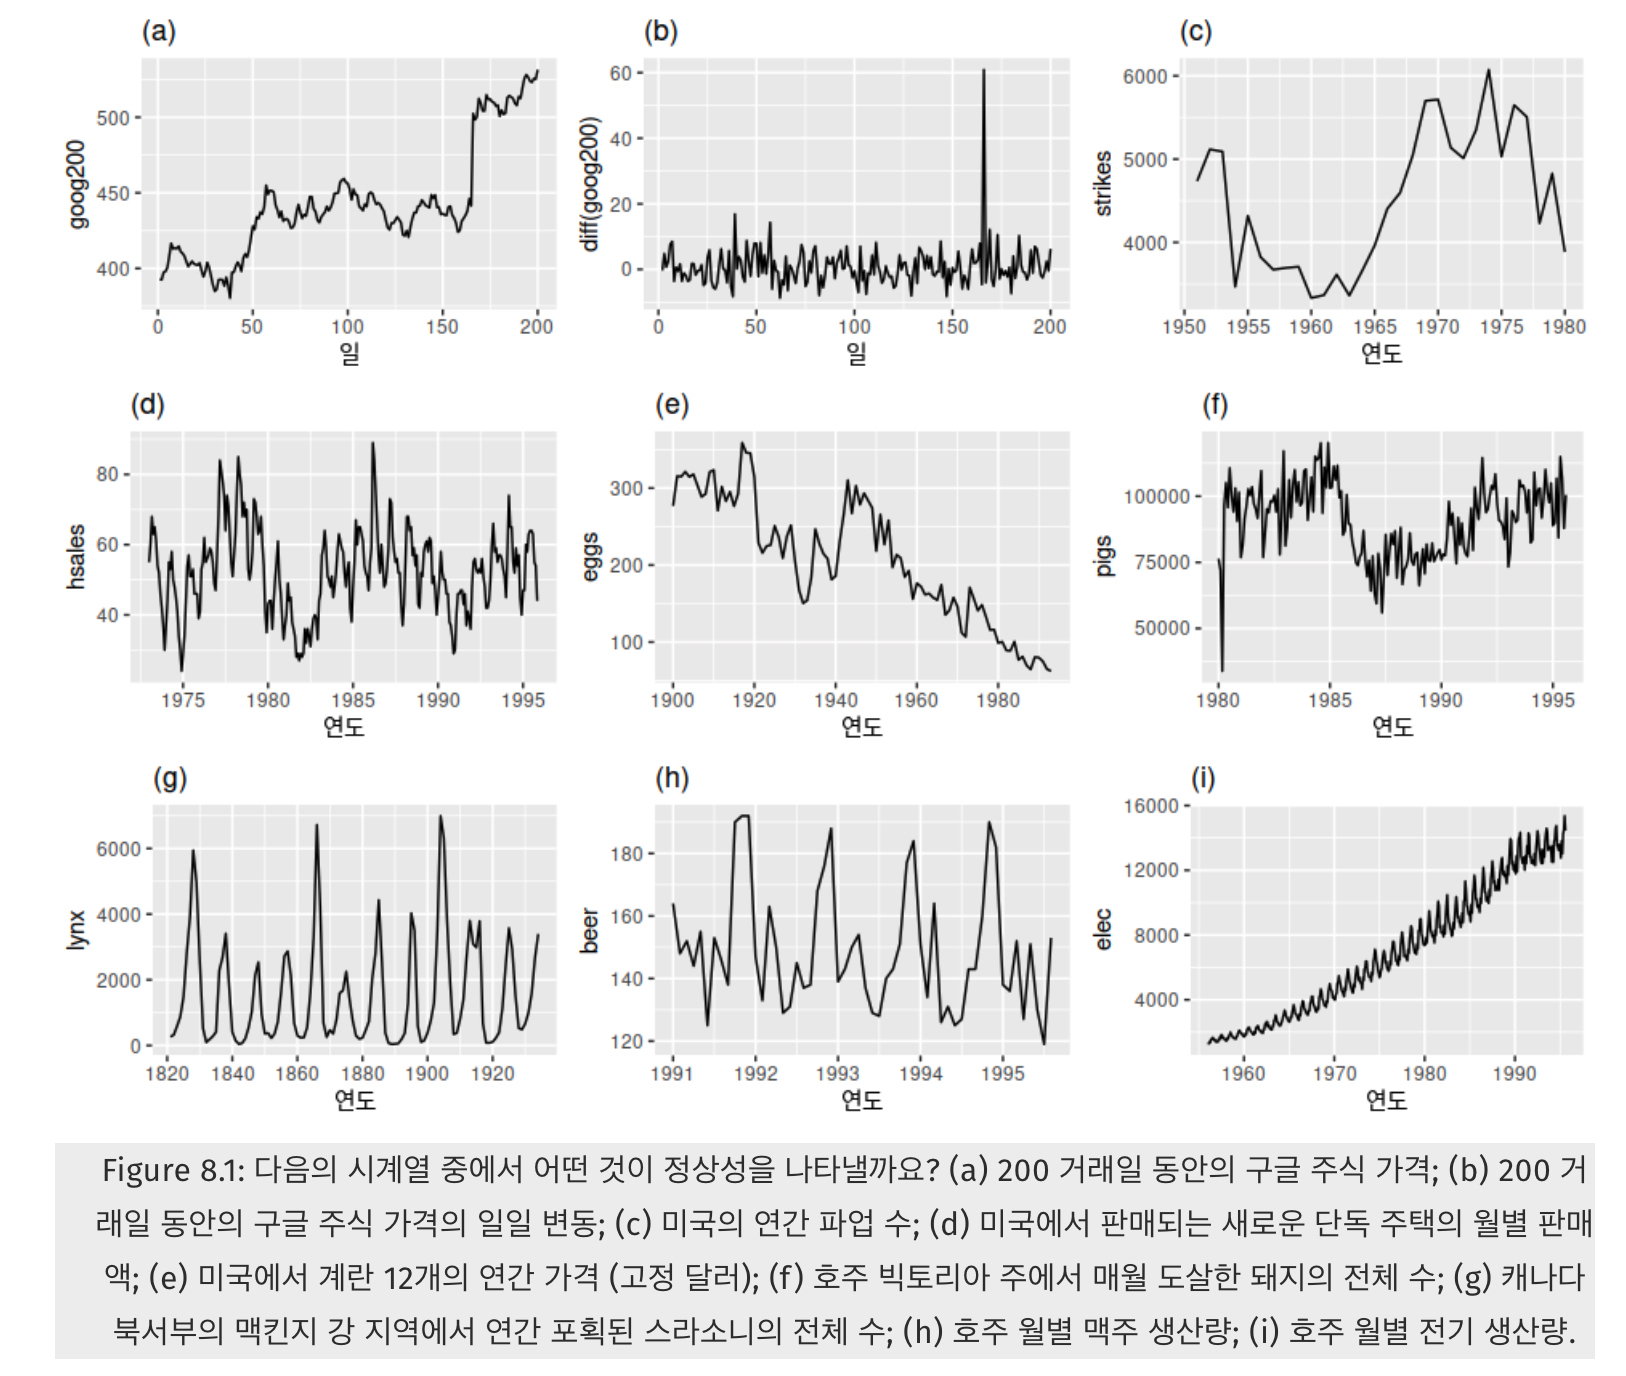 (a)
goog200
500
450
400
0 50 100 150 200
일
(b)
diff(goog200)
60
40
20
0
0 50 100 150 200
일
(c)
strikes
6000
5000
4000
1950 1955 1960 1965 1970 1975 1980
연도
(d)
hsales
80
60
40
1975 1980 1985 1990 1995
연도
(e)
eggs
300
200
100
1900 1920 1940 1960 1980
연도
(f)
pigs
100000
75000
50000
1980 1985 1990 1995
연도
(g)
lynx
6000
4000
2000
0
1820 1840 1860 1880 1900 1920
연도
(h)
beer
180
160
140
120
1991 1992 1993 1994 1995
연도
(i)
elec
16000
12000
8000
4000
1960 1970 1980 1990
연도
Figure 8.1: 다음의 시계열 중에서 어떤 것이 정상성을 나타낼까요? (a) 200 거래일 동안의 구글 주식 가격; (b) 200 거
래일 동안의 구글 주식 가격의 일일 변동; (c) 미국의 연간 파업 수; (d) 미국에서 판매되는 새로운 단독 주택의 월별 판매
액; (e) 미국에서 계란 12개의 연간 가격 (고정 달러); (f) 호주 빅토리아 주에서 매월 도살한 돼지의 전체 수; (g) 캐나다
북서부의 맥킨지 강 지역에서 연간 포획된 스라소니의 전체 수; (h) 호주 월별 맥주 생산량; (i) 호주 월별 전기 생산량.